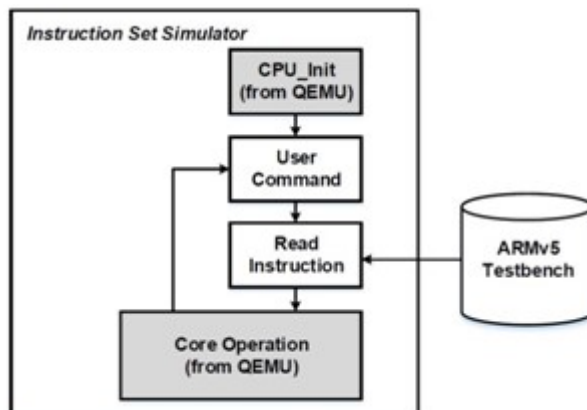 Instruction Set Simulator
CPU_Init
(from QEMU)
User
Command
Read
Instruction
ARMv5
Testbench
Core Operation
(from QEMU)